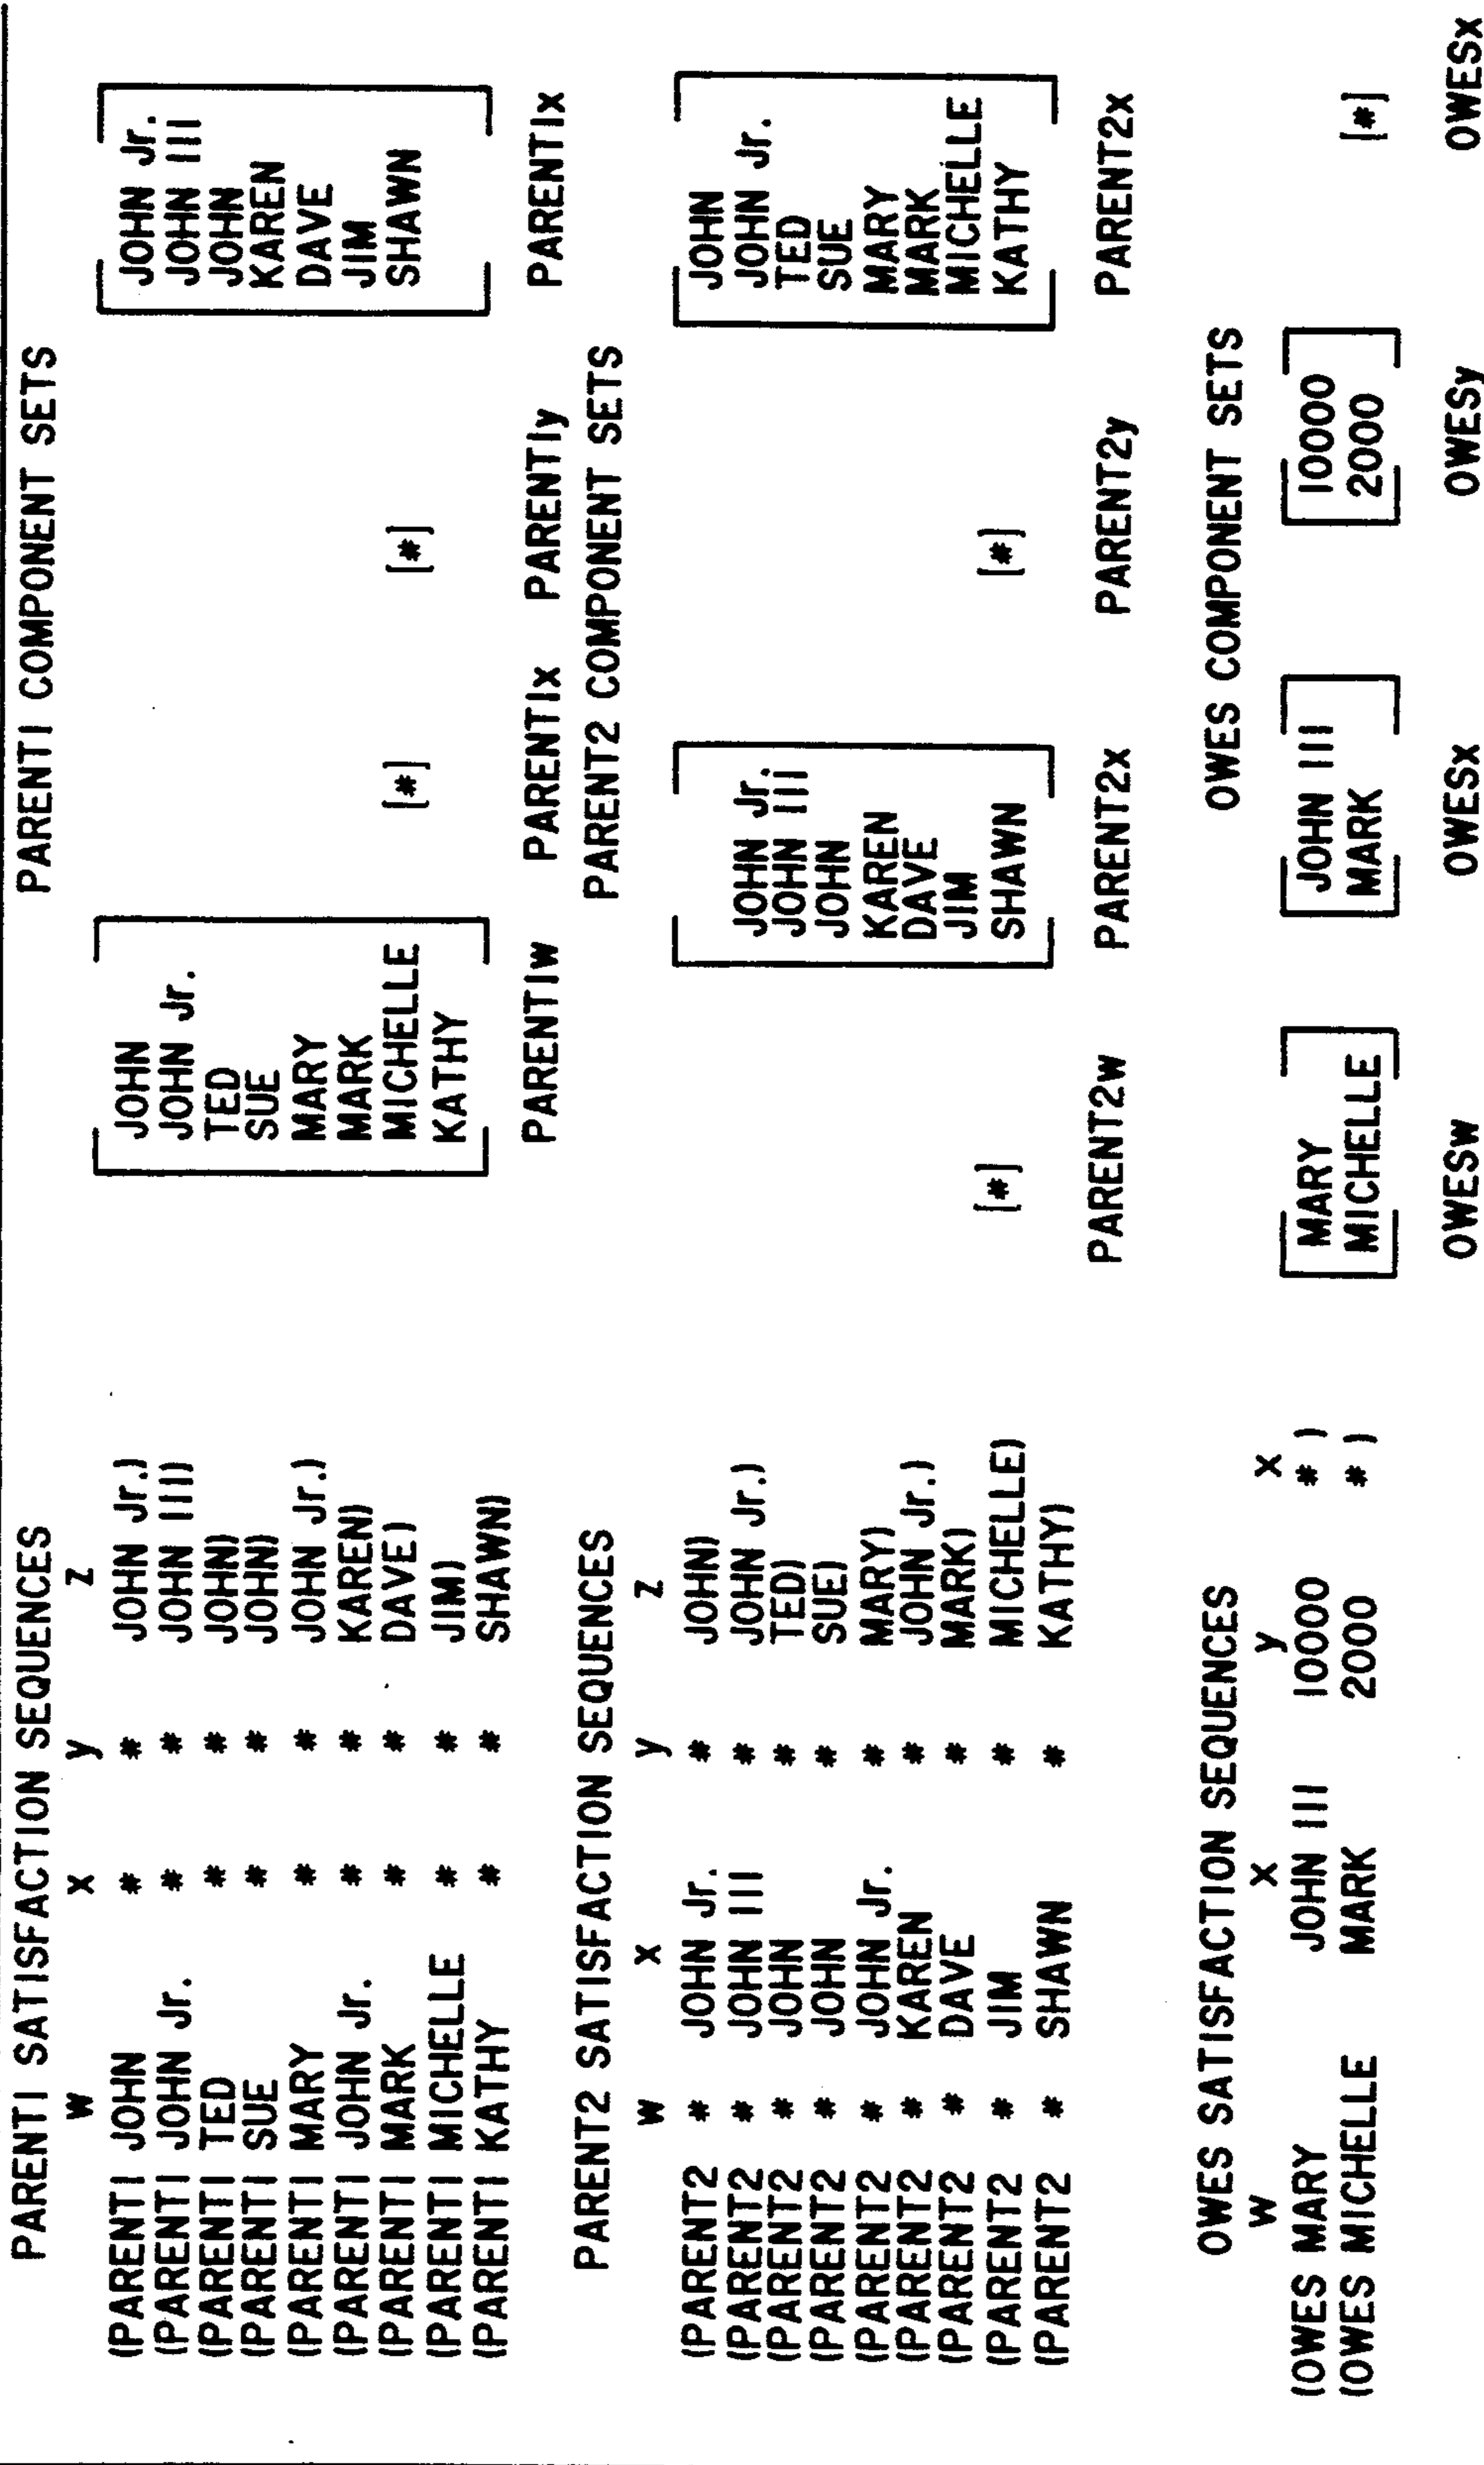 PARENT1 SATISFACTION SEQUENCES
w x y z
(PARENT1 JOHN * * JOHN Jr.)
(PARENT1 JOHN Jr. * * JOHN III)
(PARENT1 TED * * JOHN)
(PARENT1 SUE * * JOHN)
(PARENT1 MARY * * JOHN Jr.)
(PARENT1 JOHN Jr. * * KAREN)
(PARENT1 MARK * * DAVE)
(PARENT1 MICHELLE * * JIM)
(PARENT1 KATHY * * SHAWN)
PARENT1 COMPONENT SETS
JOHN
JOHN Jr.
TED
SUE
MARY
MARK
MICHELLE
KATHY
[*]
[*]
JOHN Jr.
JOHN III
JOHN
KAREN
DAVE
JIM
SHAWN
PARENT1w PARENT1x PARENT1y PARENT1x
PARENT2 SATISFACTION SEQUENCES
w x y z
(PARENT2 * JOHN Jr. * JOHN)
(PARENT2 * JOHN III * JOHN Jr.)
(PARENT2 * JOHN * TED)
(PARENT2 * JOHN * SUE)
(PARENT2 * JOHN Jr. * MARY)
(PARENT2 * KAREN * JOHN Jr.)
(PARENT2 * DAVE * MARK)
(PARENT2 * JIM * MICHELLE)
(PARENT2 * SHAWN * KATHY)
PARENT2 COMPONENT SETS
[*]
JOHN Jr.
JOHN III
JOHN
KAREN
DAVE
JIM
SHAWN
[*]
JOHN
JOHN Jr.
TED
SUE
MARY
MARK
MICHELLE
KATHY
PARENT2w PARENT2x PARENT2y PARENT2x
OWES SATISFACTION SEQUENCES
w x y x
(OWES MARY JOHN III 10000 * )
(OWES MICHELLE MARK 2000 * )
OWES COMPONENT SETS
MARY
MICHELLE
JOHN III
MARK
10000
2000
[*]
OWESw OWESx OWESy OWESx